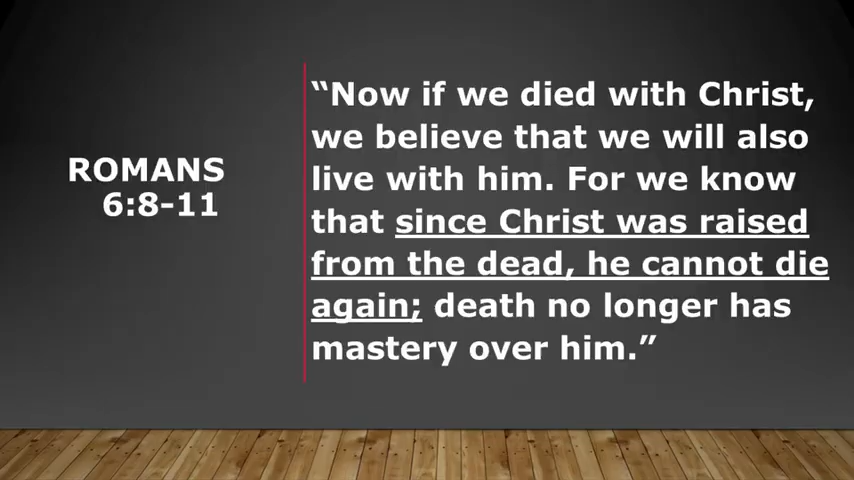 ROMANS
6:8-11
“Now if we died with Christ,
we believe that we will also
live with him. For we know
that since Christ was raised
from the dead, he cannot die
again; death no longer has
mastery over him.”